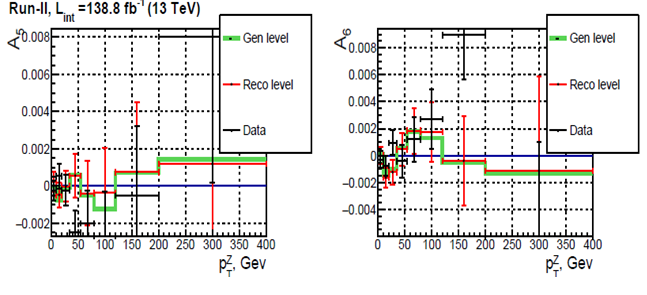 Run-II, L_int =138.8 fb⁻¹ (13 TeV)
A₅
0.008
0.006
0.004
0.002
0
−0.002
0 50 100 150 200 250 300 350 400
p_T^Z, Gev
Gen level
Reco level
Data
A₆
0.008
0.006
0.004
0.002
0
−0.002
−0.004
0 50 100 150 200 250 300 350 400
p_T^Z, Gev
Gen level
Reco level
Data